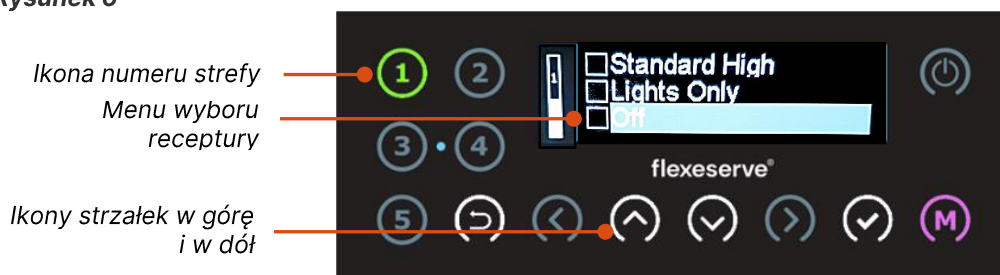 Rysunek 6
Ikona numeru strefy
Menu wyboru
receptury
Ikony strzałek w górę
i w dół
1
2
3
4
5
1
Standard High
Lights Only
Off
flexeserve®
M